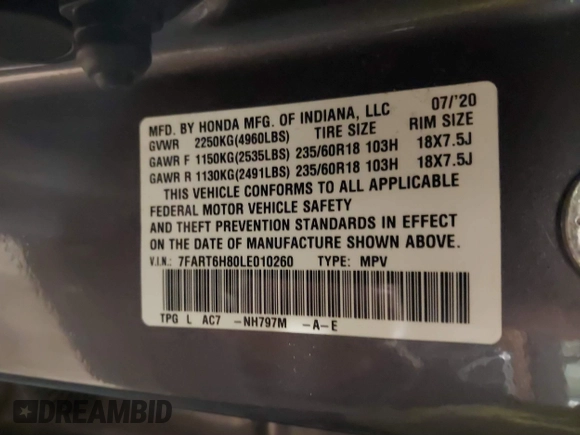 MFD. BY HONDA MFG. OF INDIANA, LLC 07/'20
GVWR 2250KG(4960LBS) TIRE SIZE RIM SIZE
GAWR F 1150KG(2535LBS) 235/60R18 103H 18X7.5J
GAWR R 1130KG(2491LBS) 235/60R18 103H 18X7.5J
THIS VEHICLE CONFORMS TO ALL APPLICABLE
FEDERAL MOTOR VEHICLE SAFETY
AND THEFT PREVENTION STANDARDS IN EFFECT
ON THE DATE OF MANUFACTURE SHOWN ABOVE.
V.I.N.: 7FART6H80LE010260 TYPE: MPV
TPG L AC7 -NH797M -A-E
DREAMBID